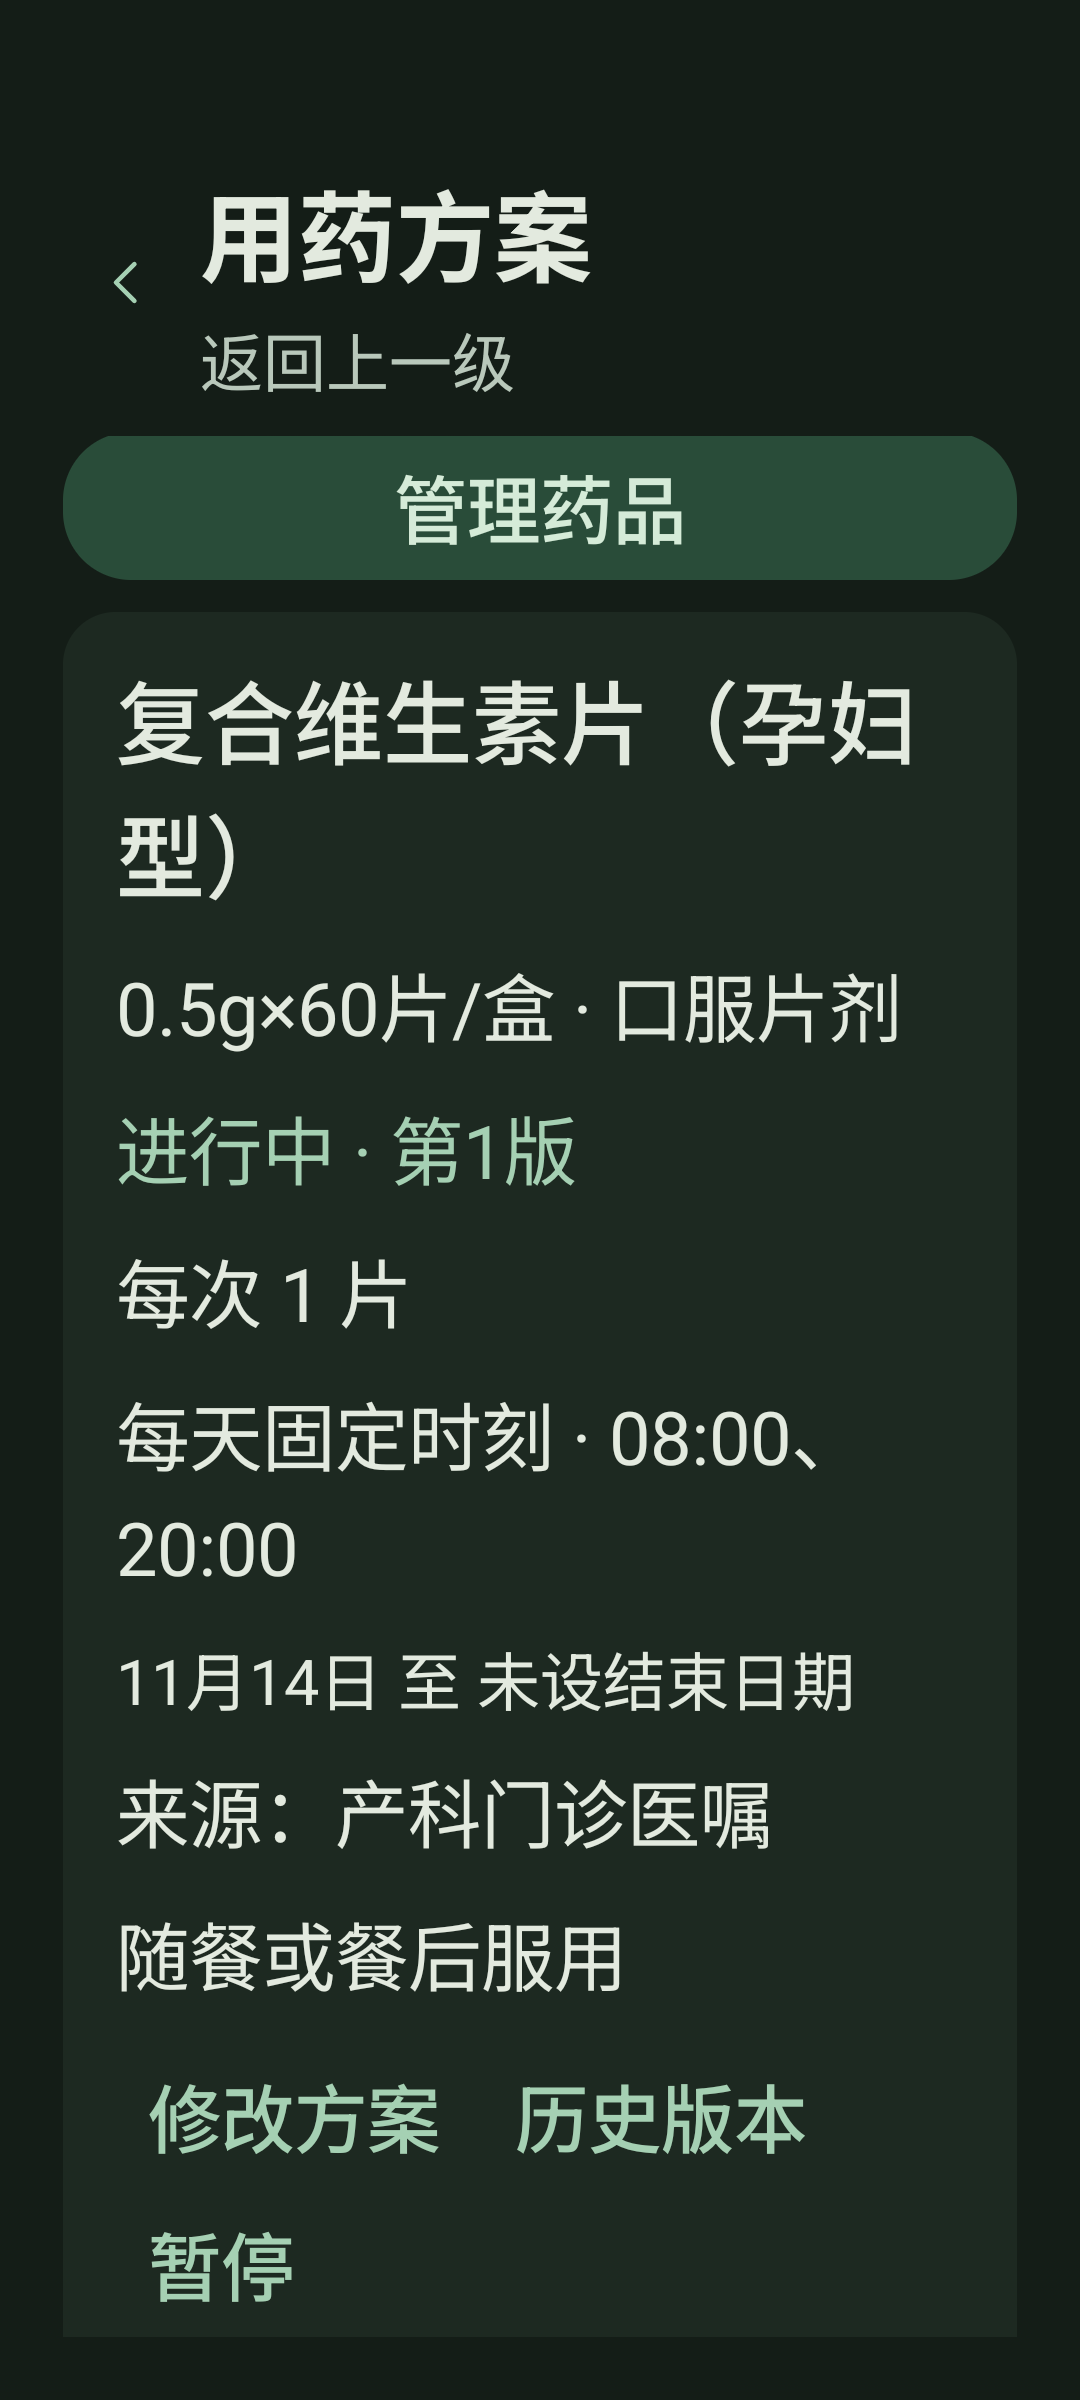 用药方案
返回上一级
管理药品
复合维生素片（孕妇
型）
0.5g×60片/盒 · 口服片剂
进行中 · 第1版
每次 1 片
每天固定时刻 · 08:00、
20:00
11月14日 至 未设结束日期
来源：产科门诊医嘱
随餐或餐后服用
修改方案 历史版本
暂停